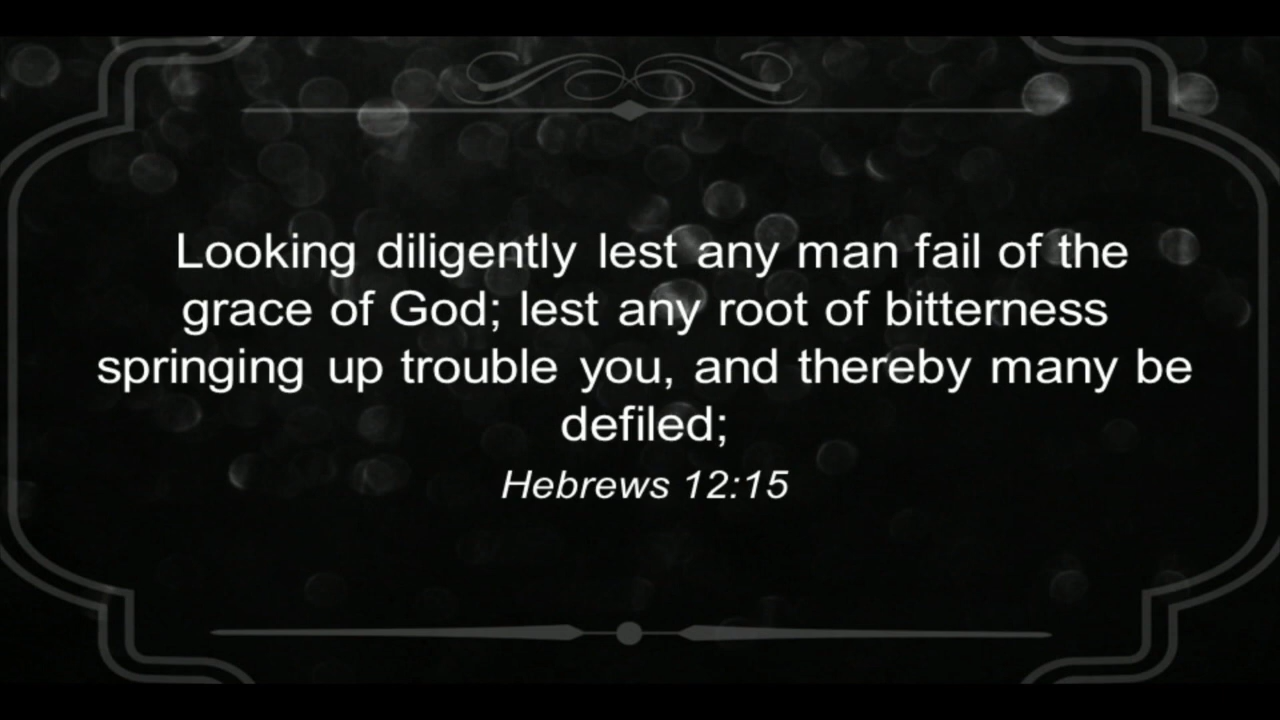 Looking diligently lest any man fail of the
grace of God; lest any root of bitterness
springing up trouble you, and thereby many be
defiled;
Hebrews 12:15